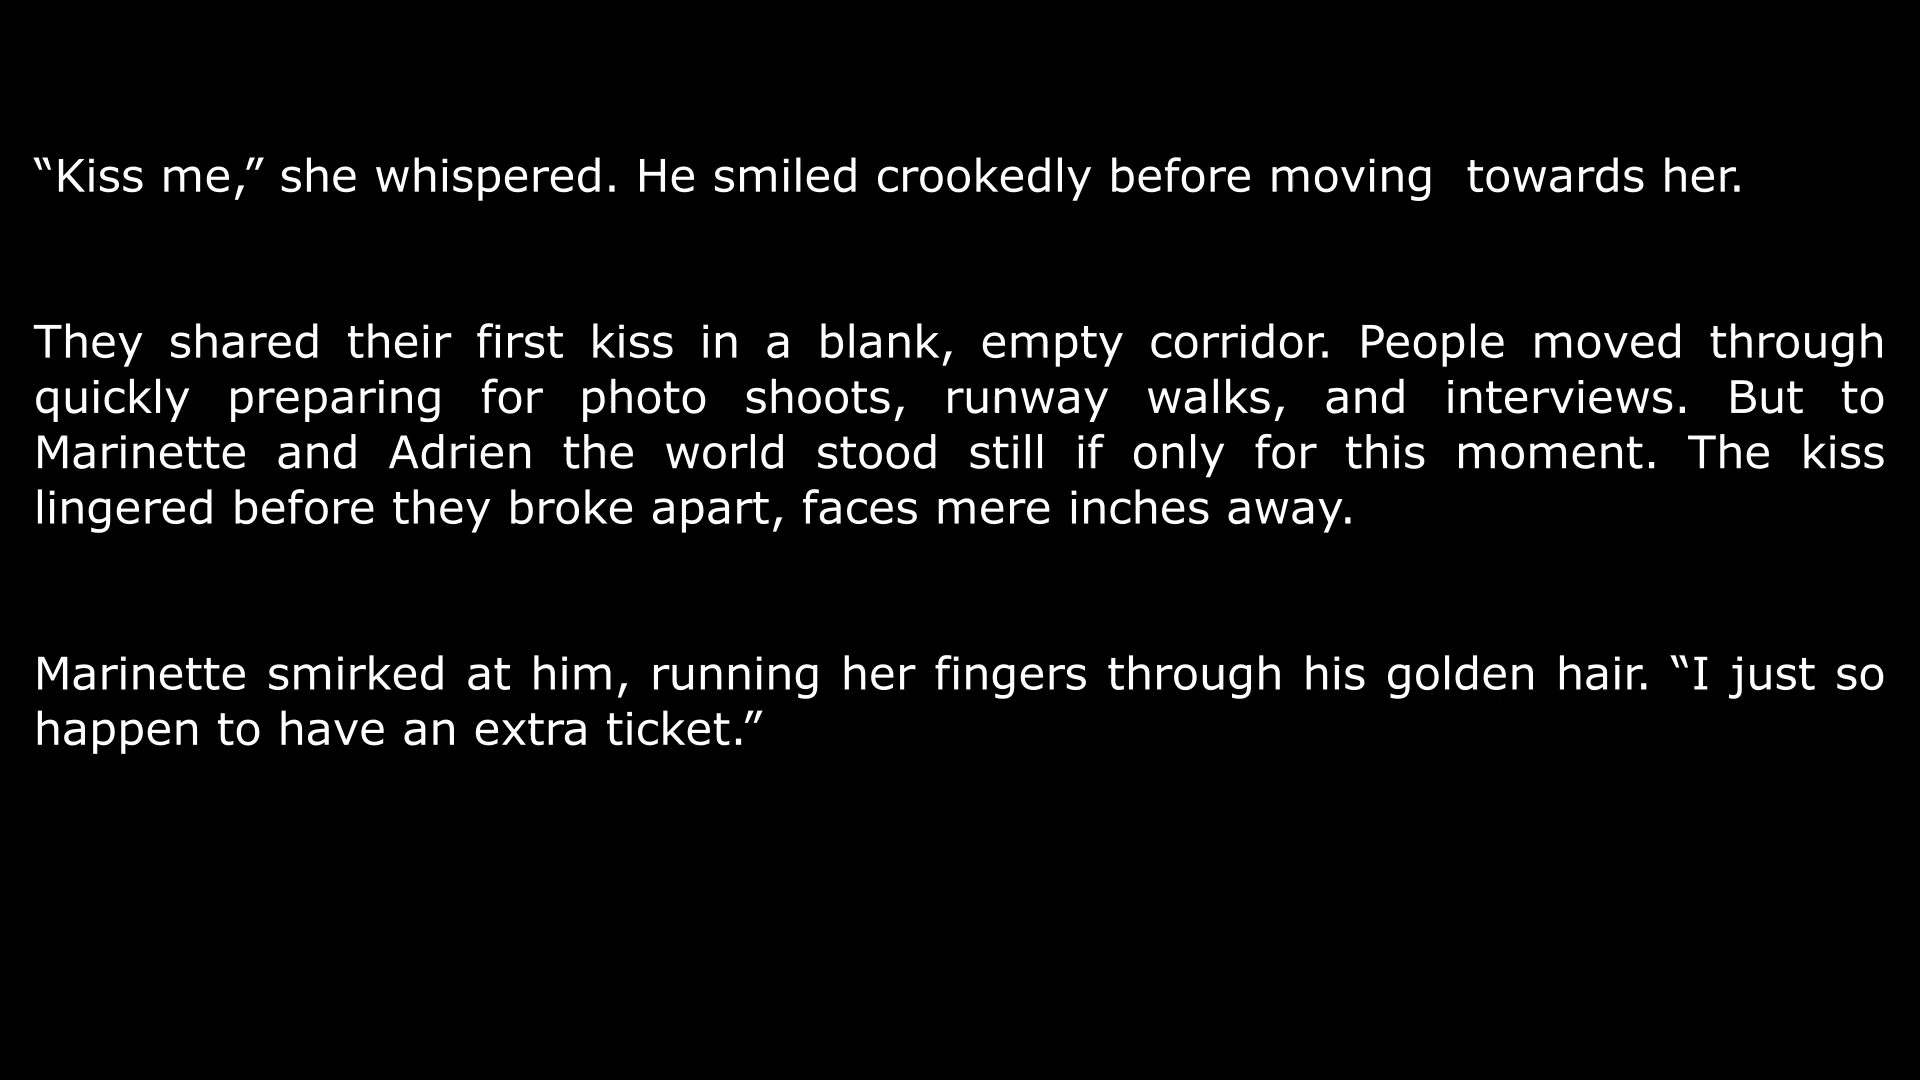 “Kiss me,” she whispered. He smiled crookedly before moving  towards her.
They shared their first kiss in a blank, empty corridor. People moved through
quickly preparing for photo shoots, runway walks, and interviews. But to
Marinette and Adrien the world stood still if only for this moment. The kiss
lingered before they broke apart, faces mere inches away.
Marinette smirked at him, running her fingers through his golden hair. “I just so
happen to have an extra ticket.”